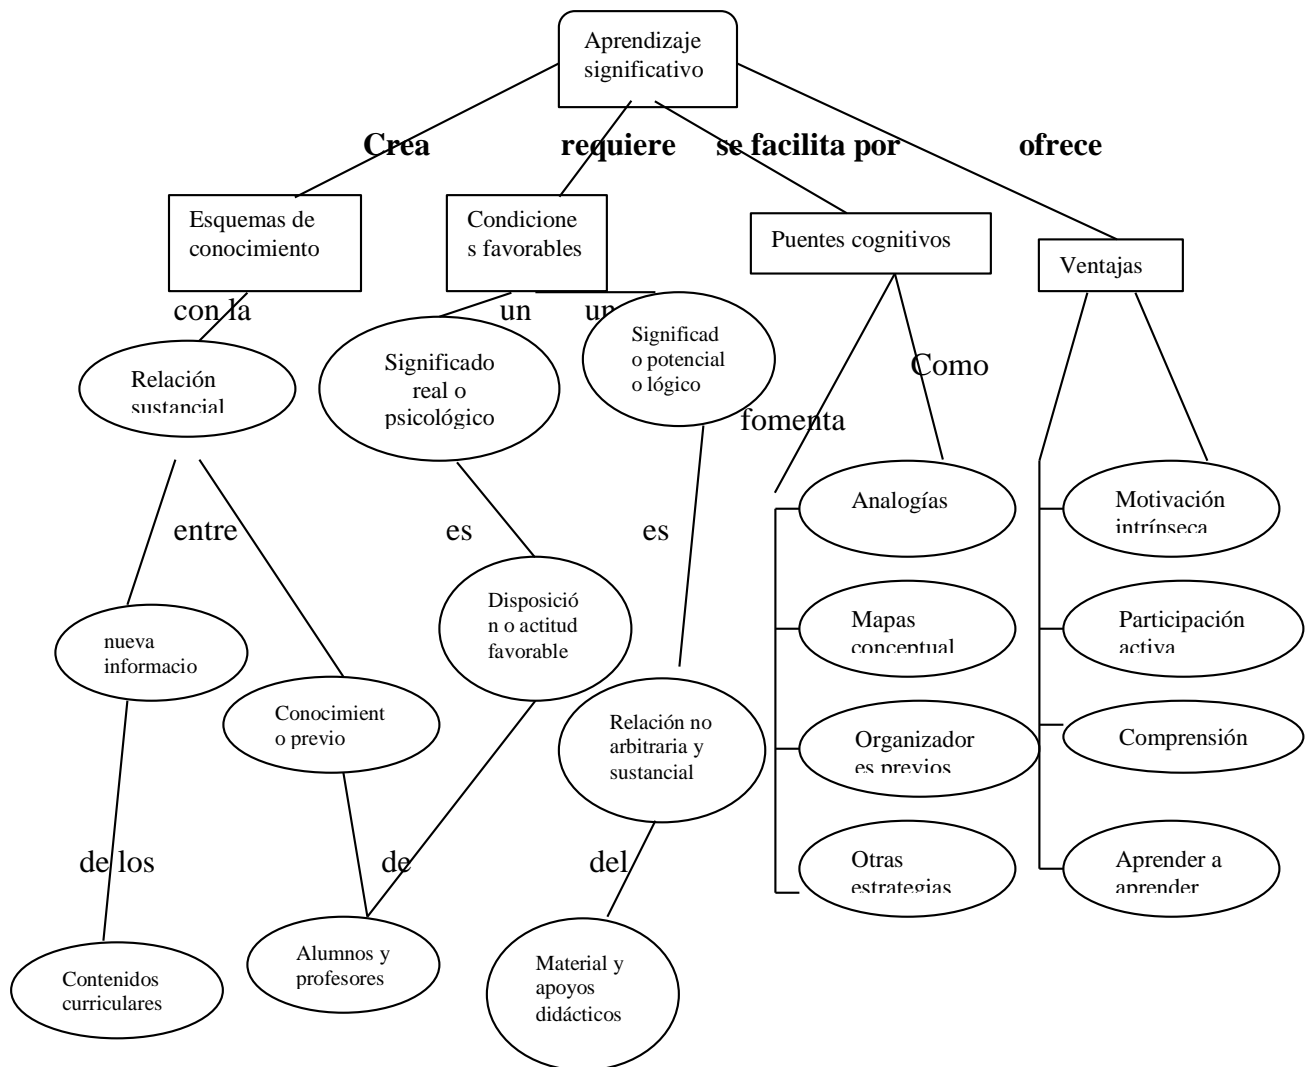 Aprendizaje
significativo
Crea
requiere
se facilita por
ofrece
Esquemas de
conocimiento
Condicione
s favorables
Puentes cognitivos
Ventajas
con la
un
un
Relación
sustancial
Significado
real o
psicológico
Significad
o potencial
o lógico
Como
fomenta
entre
es
es
Analogías
Motivación
intrínseca
nueva
informacio
Disposició
n o actitud
favorable
Mapas
conceptual
Participación
activa
Conocimient
o previo
Relación no
arbitraria y
sustancial
Organizador
es previos
Comprensión
de los
de
del
Otras
estrategias
Aprender a
aprender
Contenidos
curriculares
Alumnos y
profesores
Material y
apoyos
didácticos